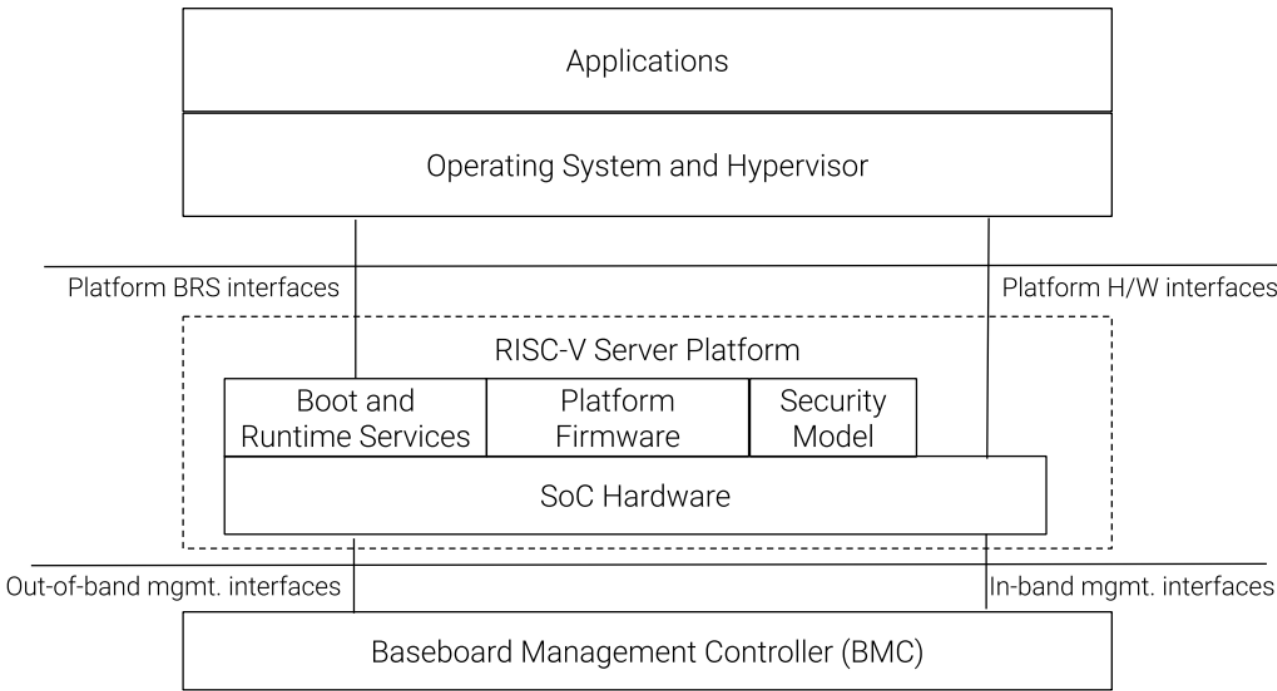 Applications
Operating System and Hypervisor
Platform BRS interfaces
Platform H/W interfaces
RISC-V Server Platform
Boot and
Runtime Services
Platform
Firmware
Security
Model
SoC Hardware
Out-of-band mgmt. interfaces
In-band mgmt. interfaces
Baseboard Management Controller (BMC)